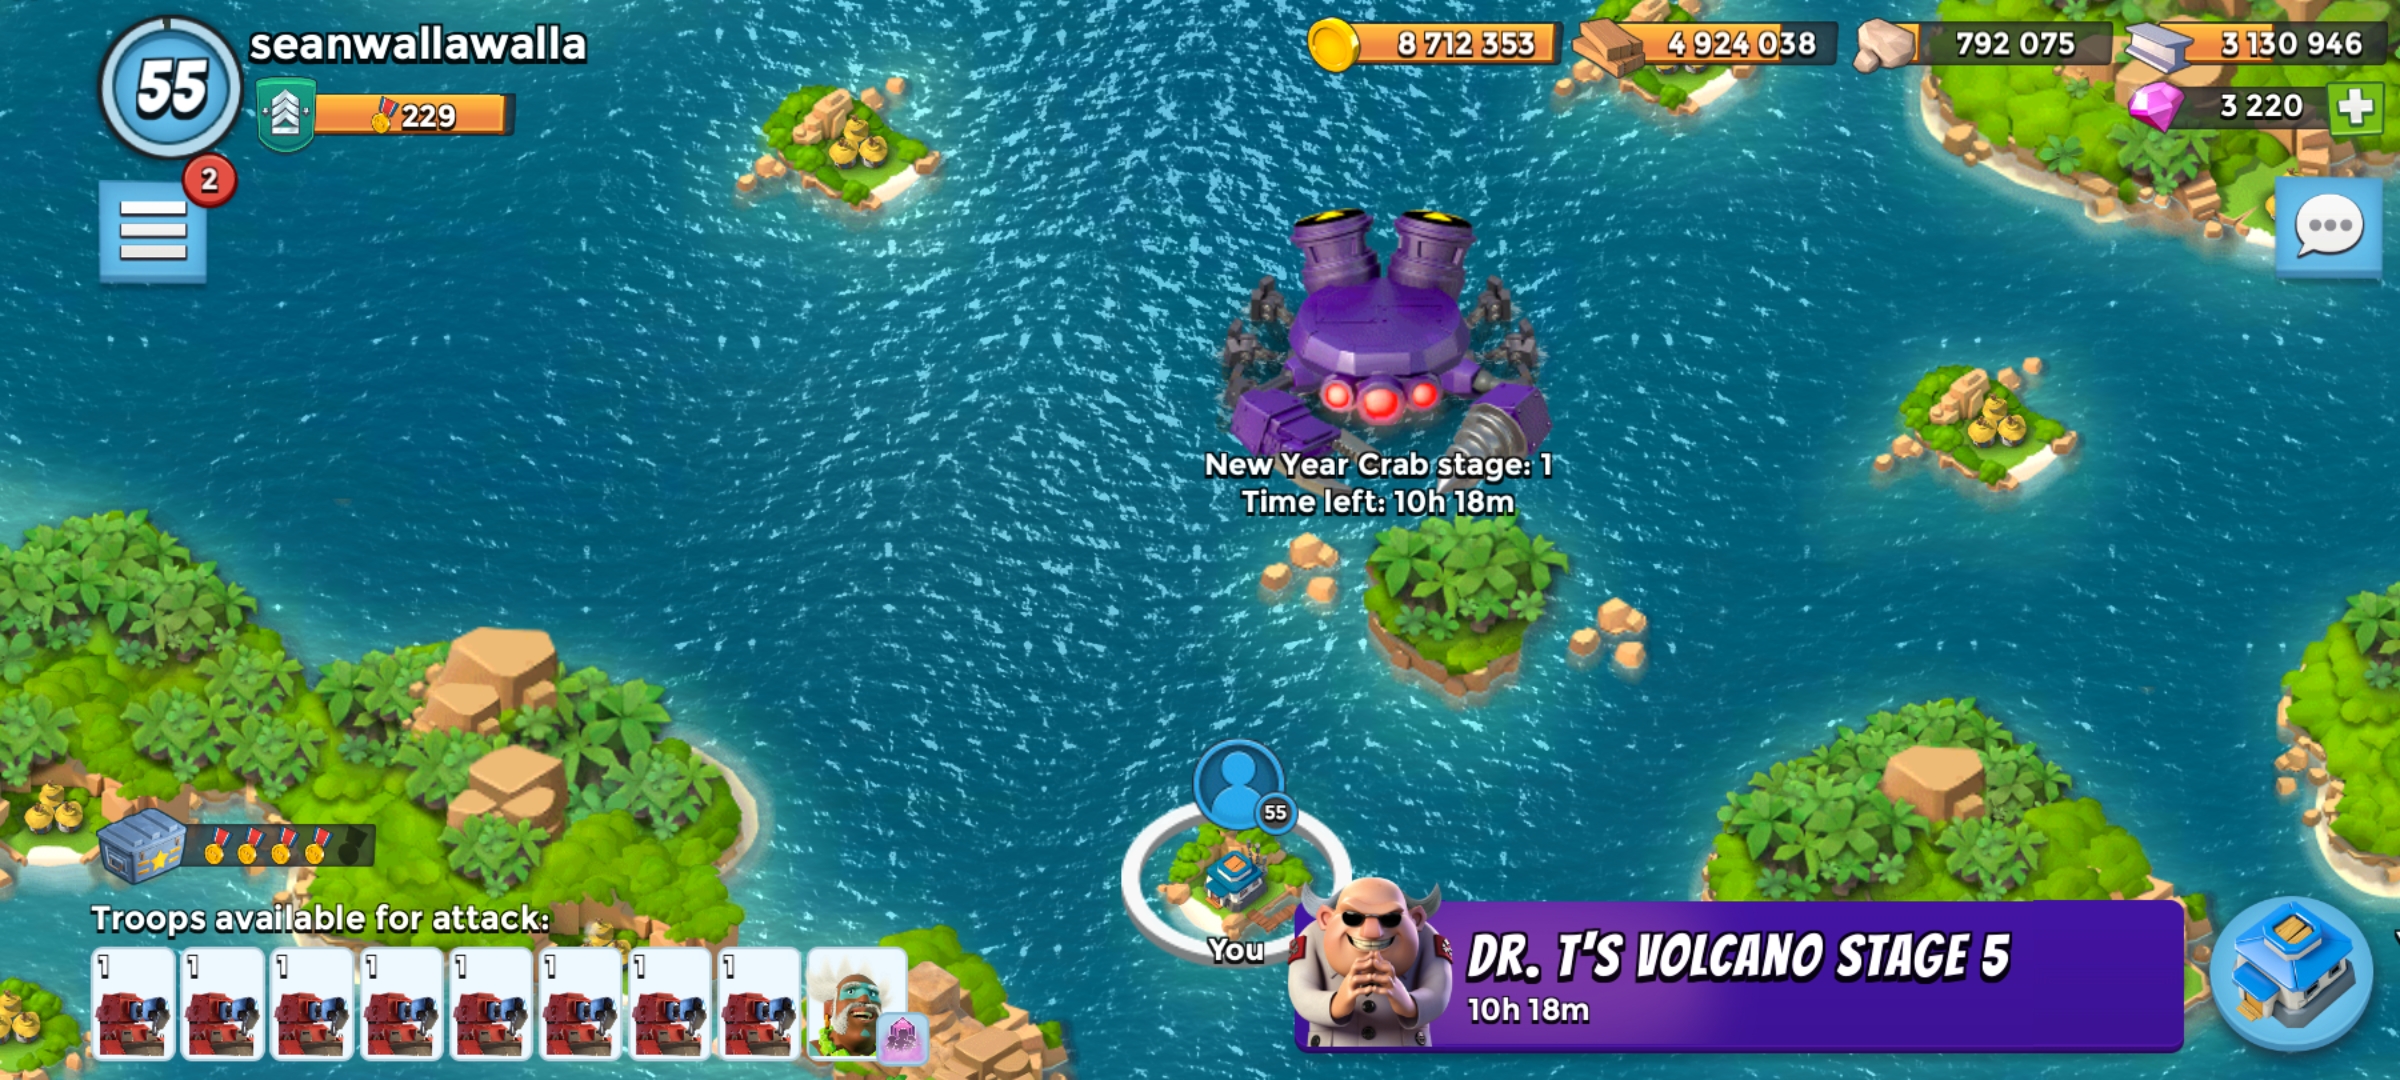 55
seanwallawalla
229
8 712 353
4 924 038
792 075
3 130 946
3 220
2
New Year Crab stage: 1
Time left: 10h 18m
55
You
Troops available for attack:
1 1 1 1 1 1 1 1
DR. T'S VOLCANO STAGE 5
10h 18m